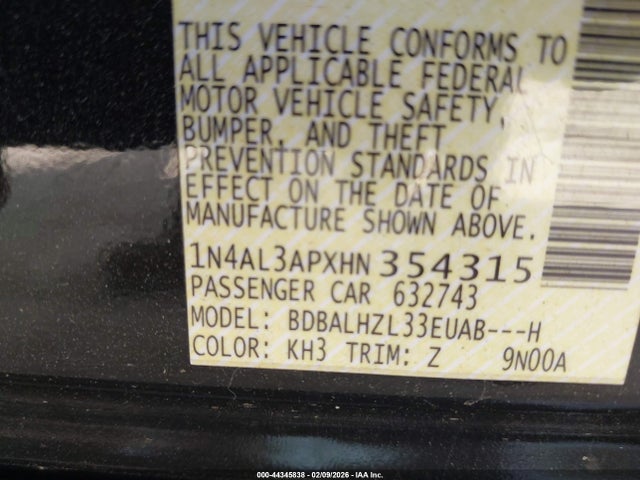 THIS VEHICLE CONFORMS TO
ALL APPLICABLE FEDERAL
MOTOR VEHICLE SAFETY,
BUMPER, AND THEFT
PREVENTION STANDARDS IN
EFFECT ON THE DATE OF
MANUFACTURE SHOWN ABOVE.
1N4AL3APXHN 354315
PASSENGER CAR 632743
MODEL: BDBALHZL33EUAB---H
COLOR: KH3 TRIM: Z 9N00A
000-44345838 - 02/09/2026 - IAA Inc.